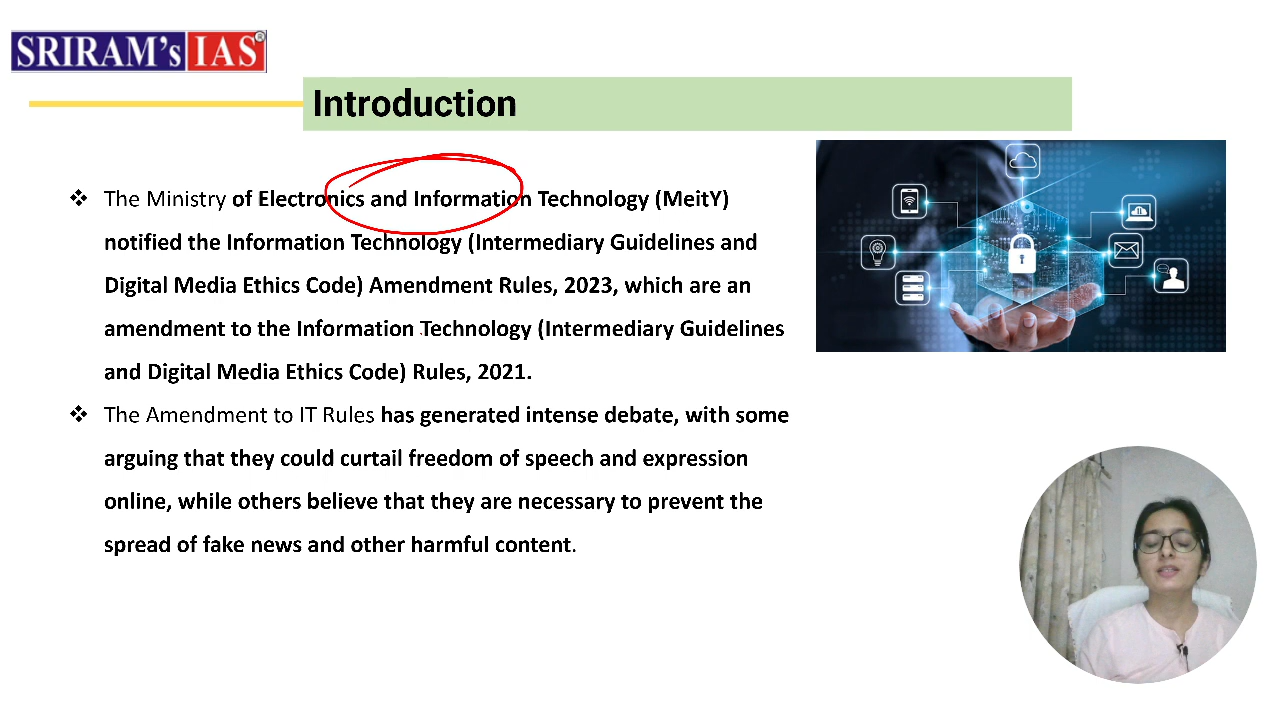 SRIRAM's IAS®
Introduction
❖ The Ministry of Electronics and Information Technology (MeitY)
notified the Information Technology (Intermediary Guidelines and
Digital Media Ethics Code) Amendment Rules, 2023, which are an
amendment to the Information Technology (Intermediary Guidelines
and Digital Media Ethics Code) Rules, 2021.
❖ The Amendment to IT Rules has generated intense debate, with some
arguing that they could curtail freedom of speech and expression
online, while others believe that they are necessary to prevent the
spread of fake news and other harmful content.